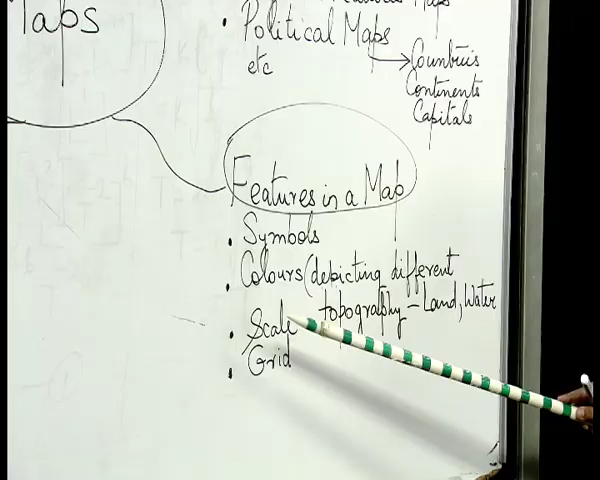 Maps
Maps
• Political Maps
etc
Countries
Continents
Capitals
Features in a Map
• Symbols
• Colours (depicting different
topography - Land, Water
• Scale
• Grid